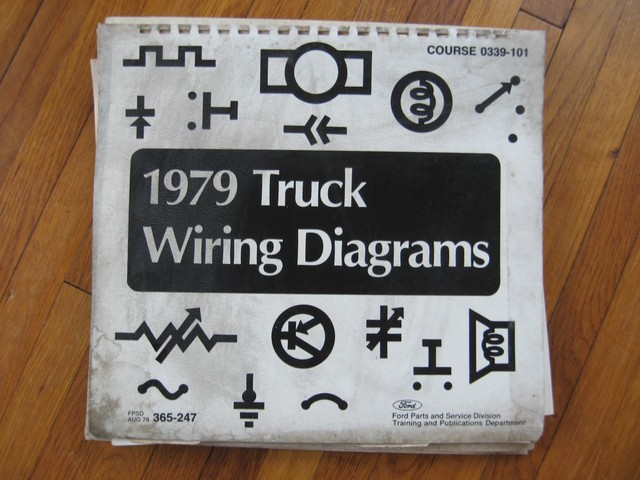 COURSE 0339-101
1979 Truck
Wiring Diagrams
FPSD
AUG 78 365-247
Ford
Ford Parts and Service Division
Training and Publications Department